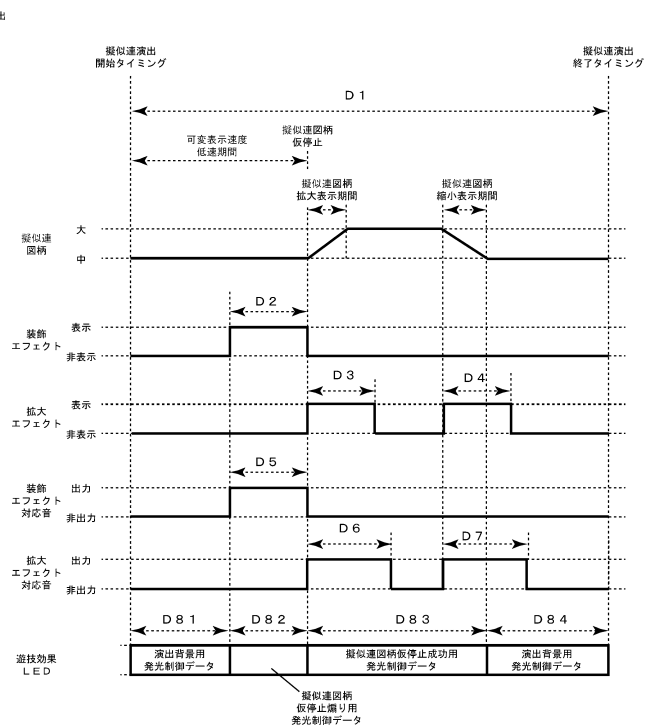 出
擬似連演出
開始タイミング
擬似連演出
終了タイミング
D1
可変表示速度
低速期間
擬似連図柄
仮停止
擬似連図柄
拡大表示期間
擬似連図柄
縮小表示期間
擬似連
図柄
大
中
D2
装飾
エフェクト
表示
非表示
D3
D4
拡大
エフェクト
表示
非表示
D5
装飾
エフェクト
対応音
出力
非出力
D6
D7
拡大
エフェクト
対応音
出力
非出力
D81
D82
D83
D84
遊技効果
LED
演出背景用
発光制御データ
擬似連図柄仮停止成功用
発光制御データ
演出背景用
発光制御データ
擬似連図柄
仮停止煽り用
発光制御データ